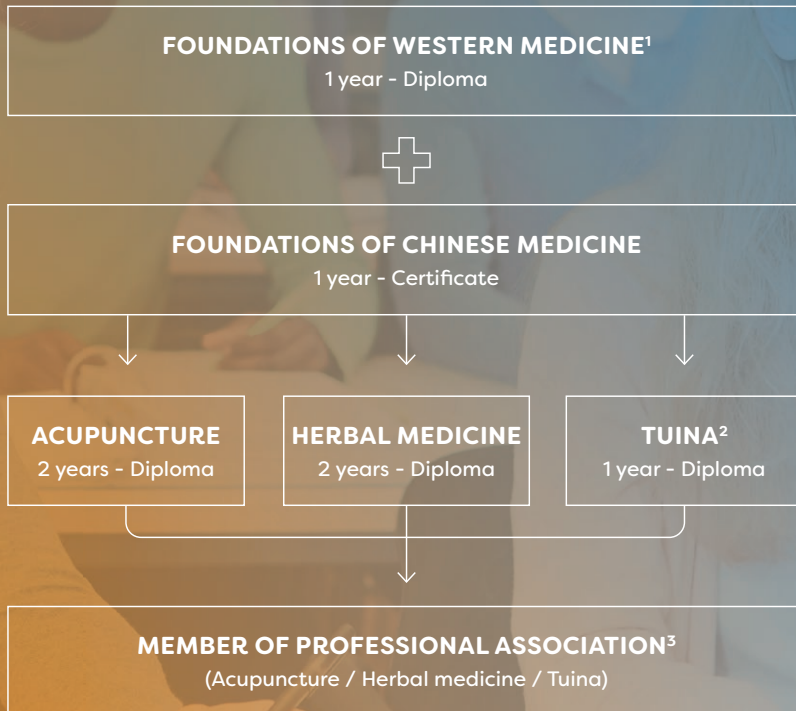 FOUNDATIONS OF WESTERN MEDICINE¹
1 year - Diploma
FOUNDATIONS OF CHINESE MEDICINE
1 year - Certificate
ACUPUNCTURE
2 years - Diploma
HERBAL MEDICINE
2 years - Diploma
TUINA²
1 year - Diploma
MEMBER OF PROFESSIONAL ASSOCIATION³
(Acupuncture / Herbal medicine / Tuina)